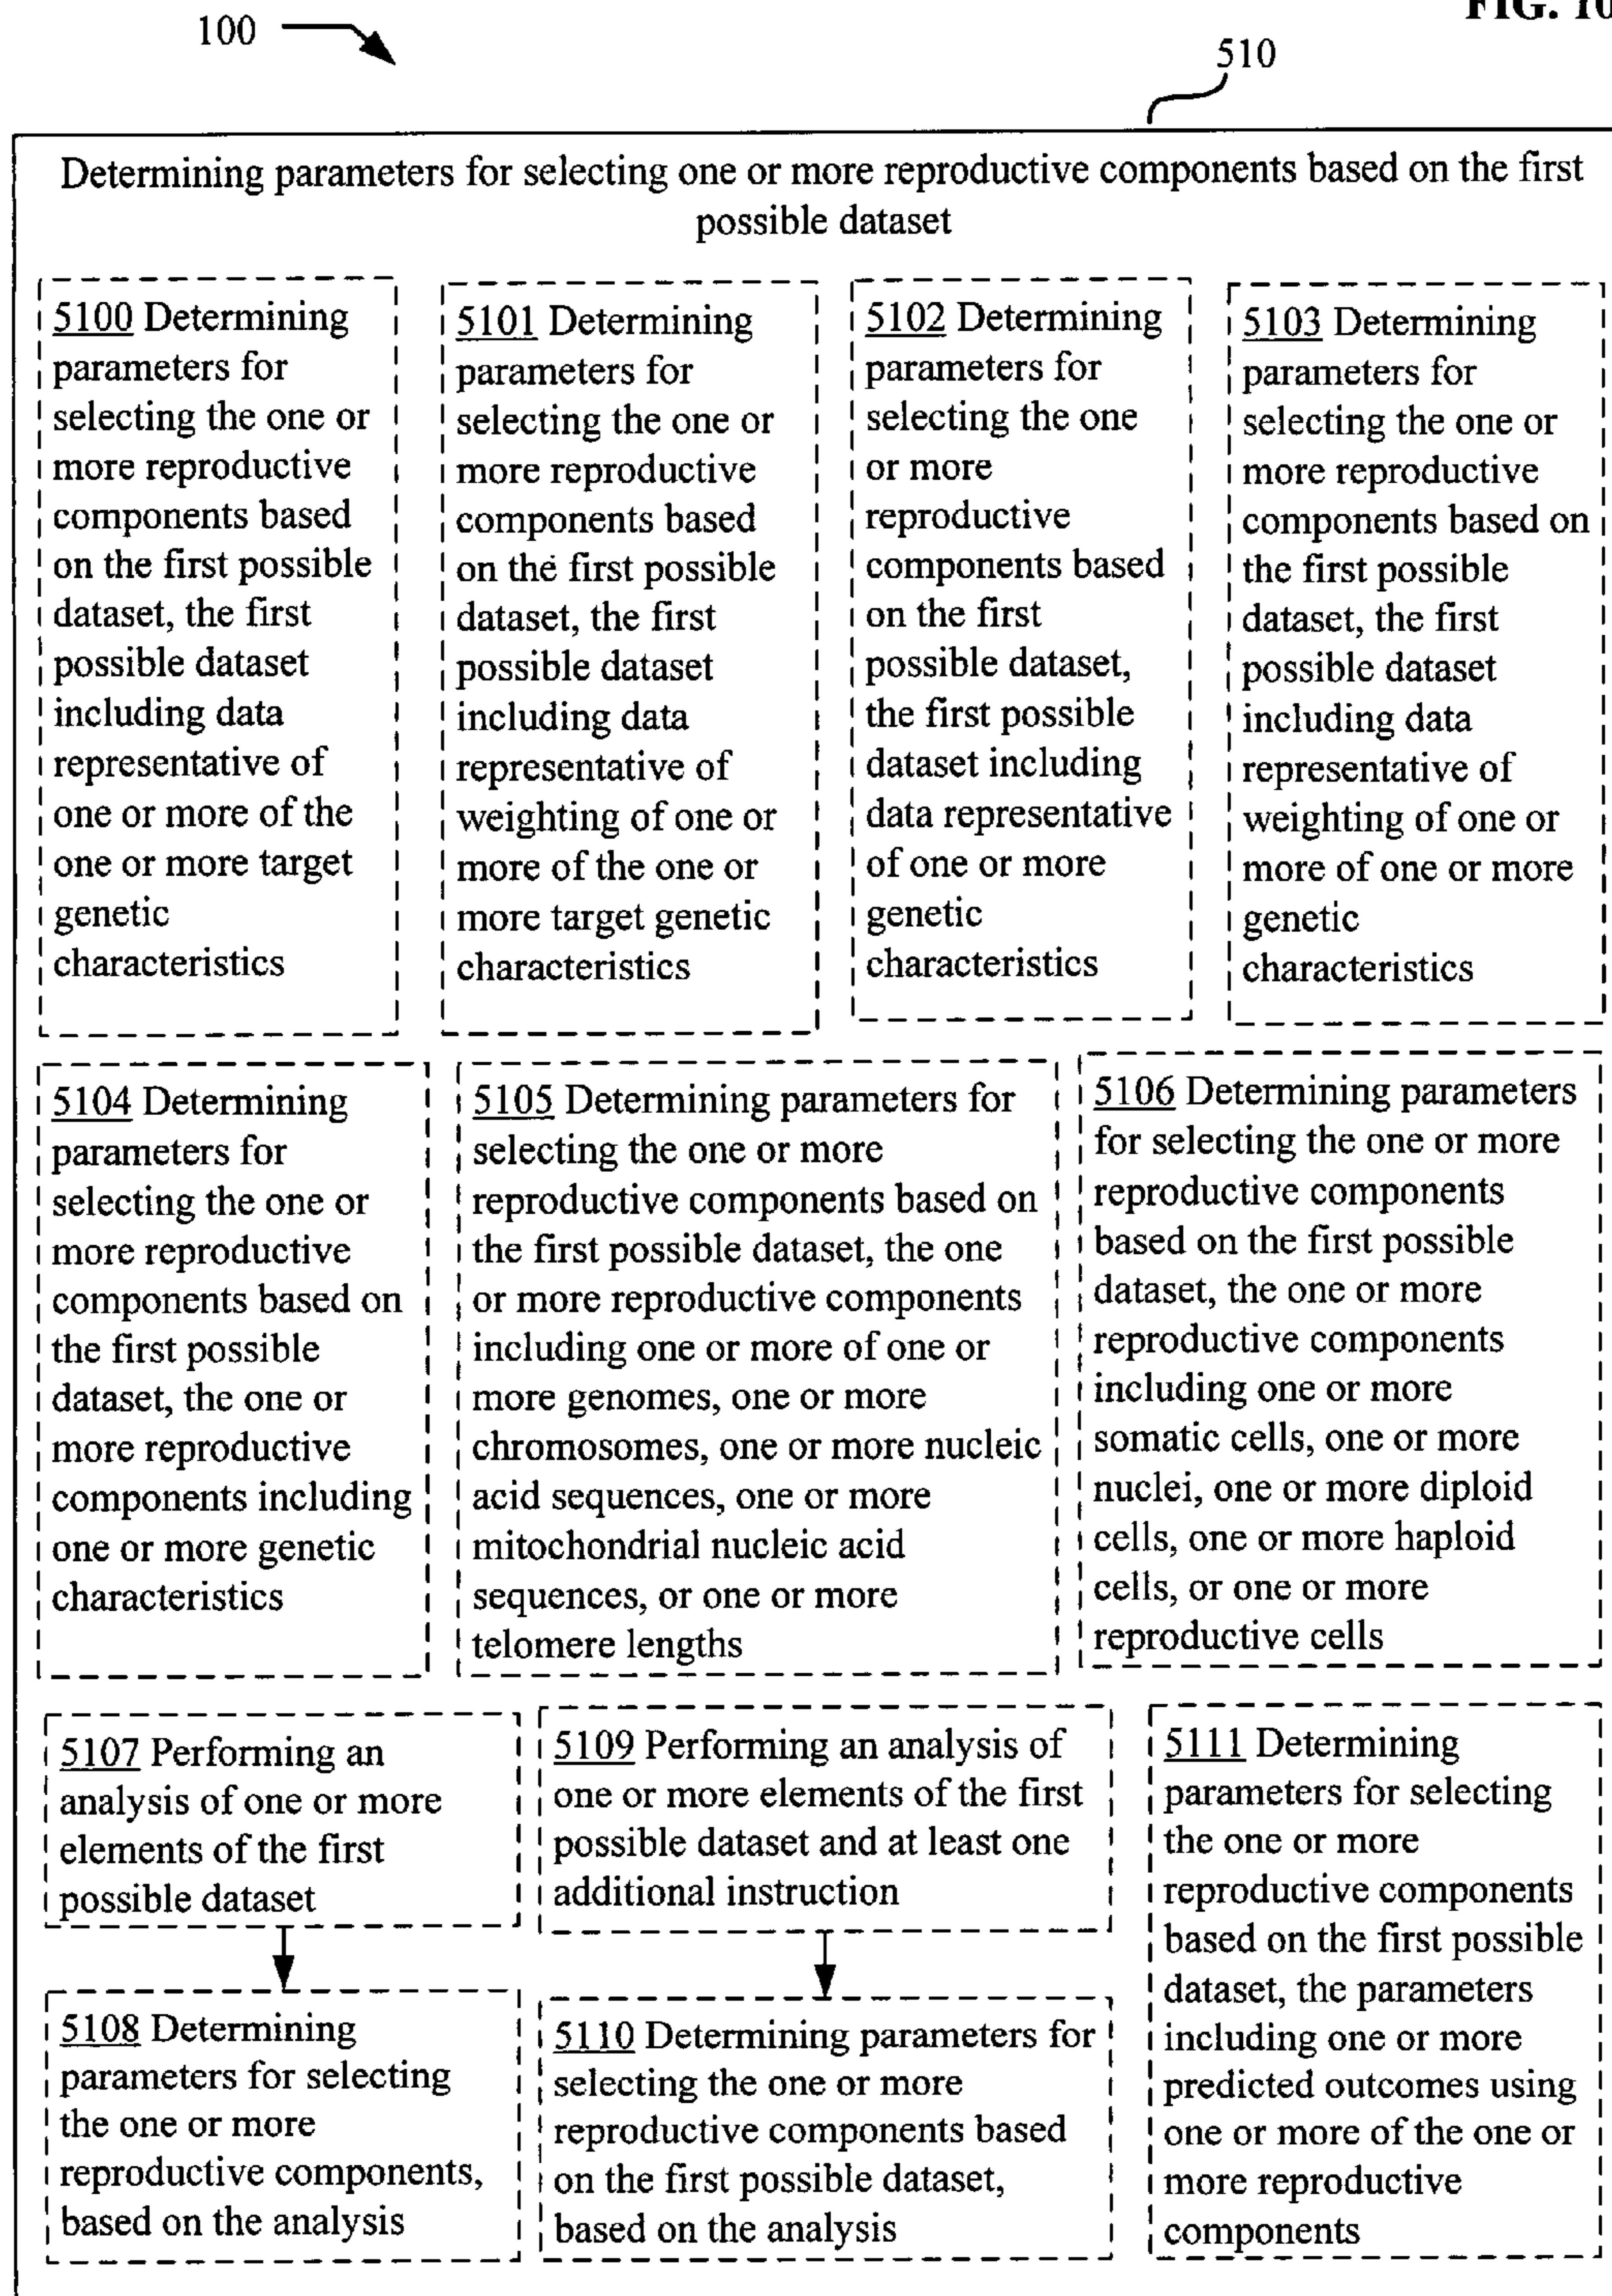 FIG. 10
100
510
Determining parameters for selecting one or more reproductive components based on the first
possible dataset
5100 Determining
parameters for
selecting the one or
more reproductive
components based
on the first possible
dataset, the first
possible dataset
including data
representative of
one or more of the
one or more target
genetic
characteristics
5101 Determining
parameters for
selecting the one or
more reproductive
components based
on the first possible
dataset, the first
possible dataset
including data
representative of
weighting of one or
more of the one or
more target genetic
characteristics
5102 Determining
parameters for
selecting the one
or more
reproductive
components based
on the first
possible dataset,
the first possible
dataset including
data representative
of one or more
genetic
characteristics
5103 Determining
parameters for
selecting the one or
more reproductive
components based on
the first possible
dataset, the first
possible dataset
including data
representative of
weighting of one or
more of one or more
genetic
characteristics
5104 Determining
parameters for
selecting the one or
more reproductive
components based on
the first possible
dataset, the one or
more reproductive
components including
one or more genetic
characteristics
5105 Determining parameters for
selecting the one or more
reproductive components based on
the first possible dataset, the one
or more reproductive components
including one or more of one or
more genomes, one or more
chromosomes, one or more nucleic
acid sequences, one or more
mitochondrial nucleic acid
sequences, or one or more
telomere lengths
5106 Determining parameters
for selecting the one or more
reproductive components
based on the first possible
dataset, the one or more
reproductive components
including one or more
somatic cells, one or more
nuclei, one or more diploid
cells, one or more haploid
cells, or one or more
reproductive cells
5107 Performing an
analysis of one or more
elements of the first
possible dataset
5108 Determining
parameters for selecting
the one or more
reproductive components,
based on the analysis
5109 Performing an analysis of
one or more elements of the first
possible dataset and at least one
additional instruction
5110 Determining parameters for
selecting the one or more
reproductive components based
on the first possible dataset,
based on the analysis
5111 Determining
parameters for selecting
the one or more
reproductive components
based on the first possible
dataset, the parameters
including one or more
predicted outcomes using
one or more of the one or
more reproductive
components